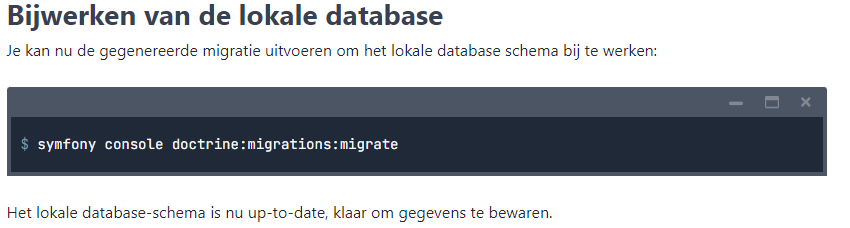 Bijwerken van de lokale database
Je kan nu de gegenereerde migratie uitvoeren om het lokale database schema bij te werken:
$ symfony console doctrine:migrations:migrate
Het lokale database-schema is nu up-to-date, klaar om gegevens te bewaren.